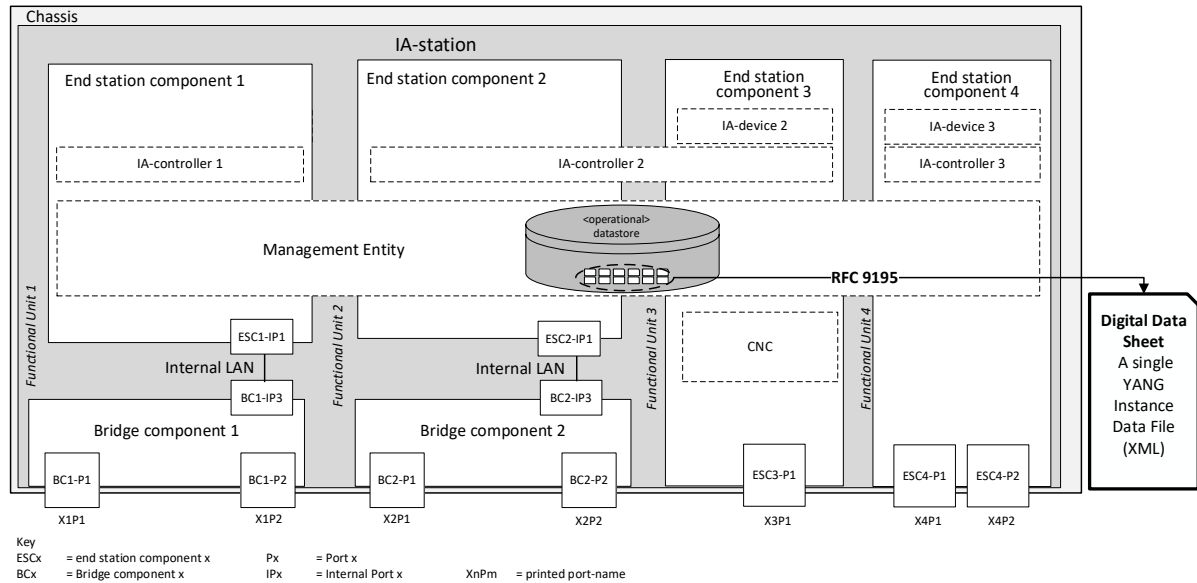 Chassis
IA-station
End station component 1
End station component 2
End station
component 3
End station
component 4
IA-device 2
IA-device 3
IA-controller 1
IA-controller 2
IA-controller 3
<operational>
datastore
Management Entity
RFC 9195
Functional Unit 1
Functional Unit 2
Functional Unit 3
Functional Unit 4
Digital Data
Sheet
A single
YANG
Instance
Data File
(XML)
ESC1-IP1
ESC2-IP1
CNC
Internal LAN
Internal LAN
BC1-IP3
BC2-IP3
Bridge component 1
Bridge component 2
BC1-P1
BC1-P2
BC2-P1
BC2-P2
ESC3-P1
ESC4-P1
ESC4-P2
X1P1
X1P2
X2P1
X2P2
X3P1
X4P1
X4P2
Key
ESCx = end station component x Px = Port x
BCx = Bridge component x IPx = Internal Port x XnPm = printed port-name